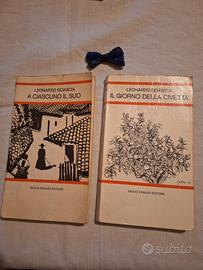 LEONARDO SCIASCIA
A CIASCUNO IL SUO
GIULIO EINAUDI EDITORE
LEONARDO SCIASCIA
IL GIORNO DELLA CIVETTA
GIULIO EINAUDI EDITORE
subito